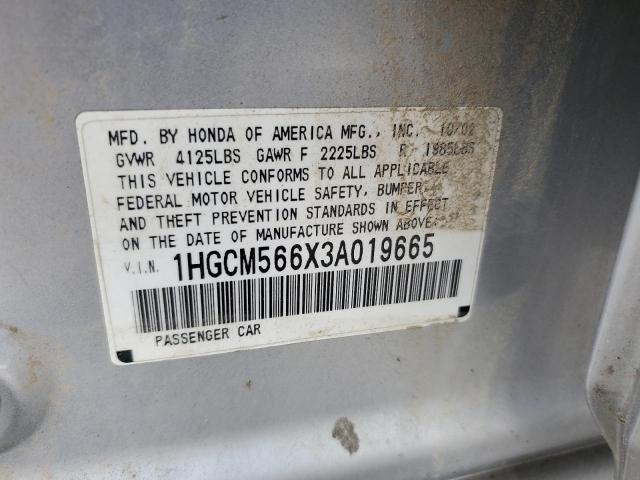 MFD. BY HONDA OF AMERICA MFG., INC. 10/02
GVWR 4125LBS GAWR F 2225LBS R 1985LBS
THIS VEHICLE CONFORMS TO ALL APPLICABLE
FEDERAL MOTOR VEHICLE SAFETY, BUMPER,
AND THEFT PREVENTION STANDARDS IN EFFECT
ON THE DATE OF MANUFACTURE SHOWN ABOVE.
V.I.N. 1HGCM566X3A019665
PASSENGER CAR